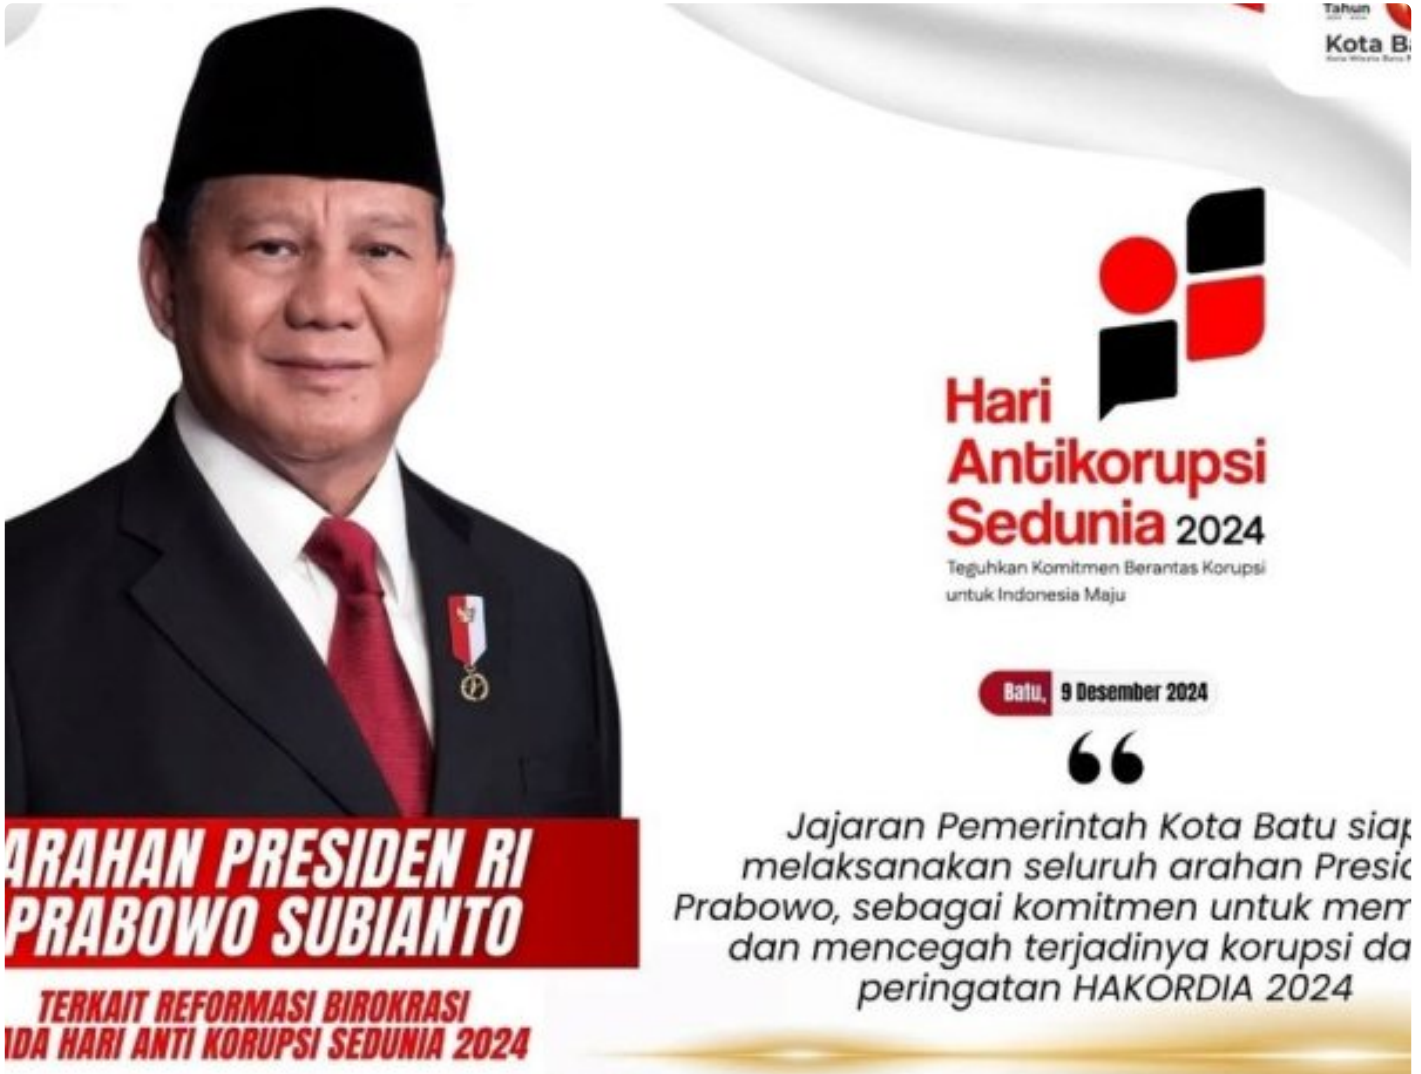 Tahun
Kota Ba
Hari
Antikorupsi
Sedunia 2024
Teguhkan Komitmen Berantas Korupsi
untuk Indonesia Maju
Batu, 9 Desember 2024
“
Jajaran Pemerintah Kota Batu siap
melaksanakan seluruh arahan Presid
Prabowo, sebagai komitmen untuk mem
dan mencegah terjadinya korupsi da
peringatan HAKORDIA 2024
ARAHAN PRESIDEN RI
PRABOWO SUBIANTO
TERKAIT REFORMASI BIROKRASI
ADA HARI ANTI KORUPSI SEDUNIA 2024